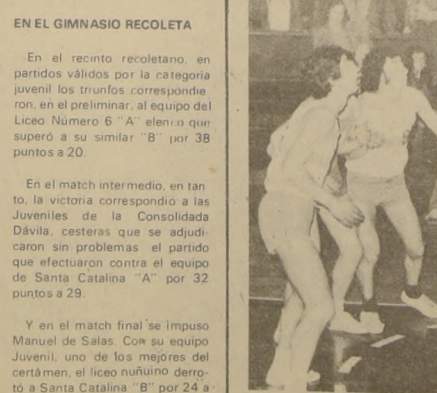 EN EL GIMNASIO RECOLETA
En el recinto recoletano, en
partidos válidos por la categoría
juvenil los triunfos correspondie
ron, en el preliminar, al equipo del
Liceo Número 6 "A" elenco que
superó a su similar "B" por 38
puntos a 20.
En el match intermedio, en tan
to, la victoria correspondió a las
Juveniles de la Consolidada
Dávila, cesteras que se adjudi-
caron sin problemas el partido
que efectuaron contra el equipo
de Santa Catalina "A" por 32
puntos a 29.
Y en el match final se impuso
Manuel de Salas. Con su equipo
Juvenil, uno de los mejores del
certámen, el liceo nuñuino derro-
tó a Santa Catalina "B" por 24 a